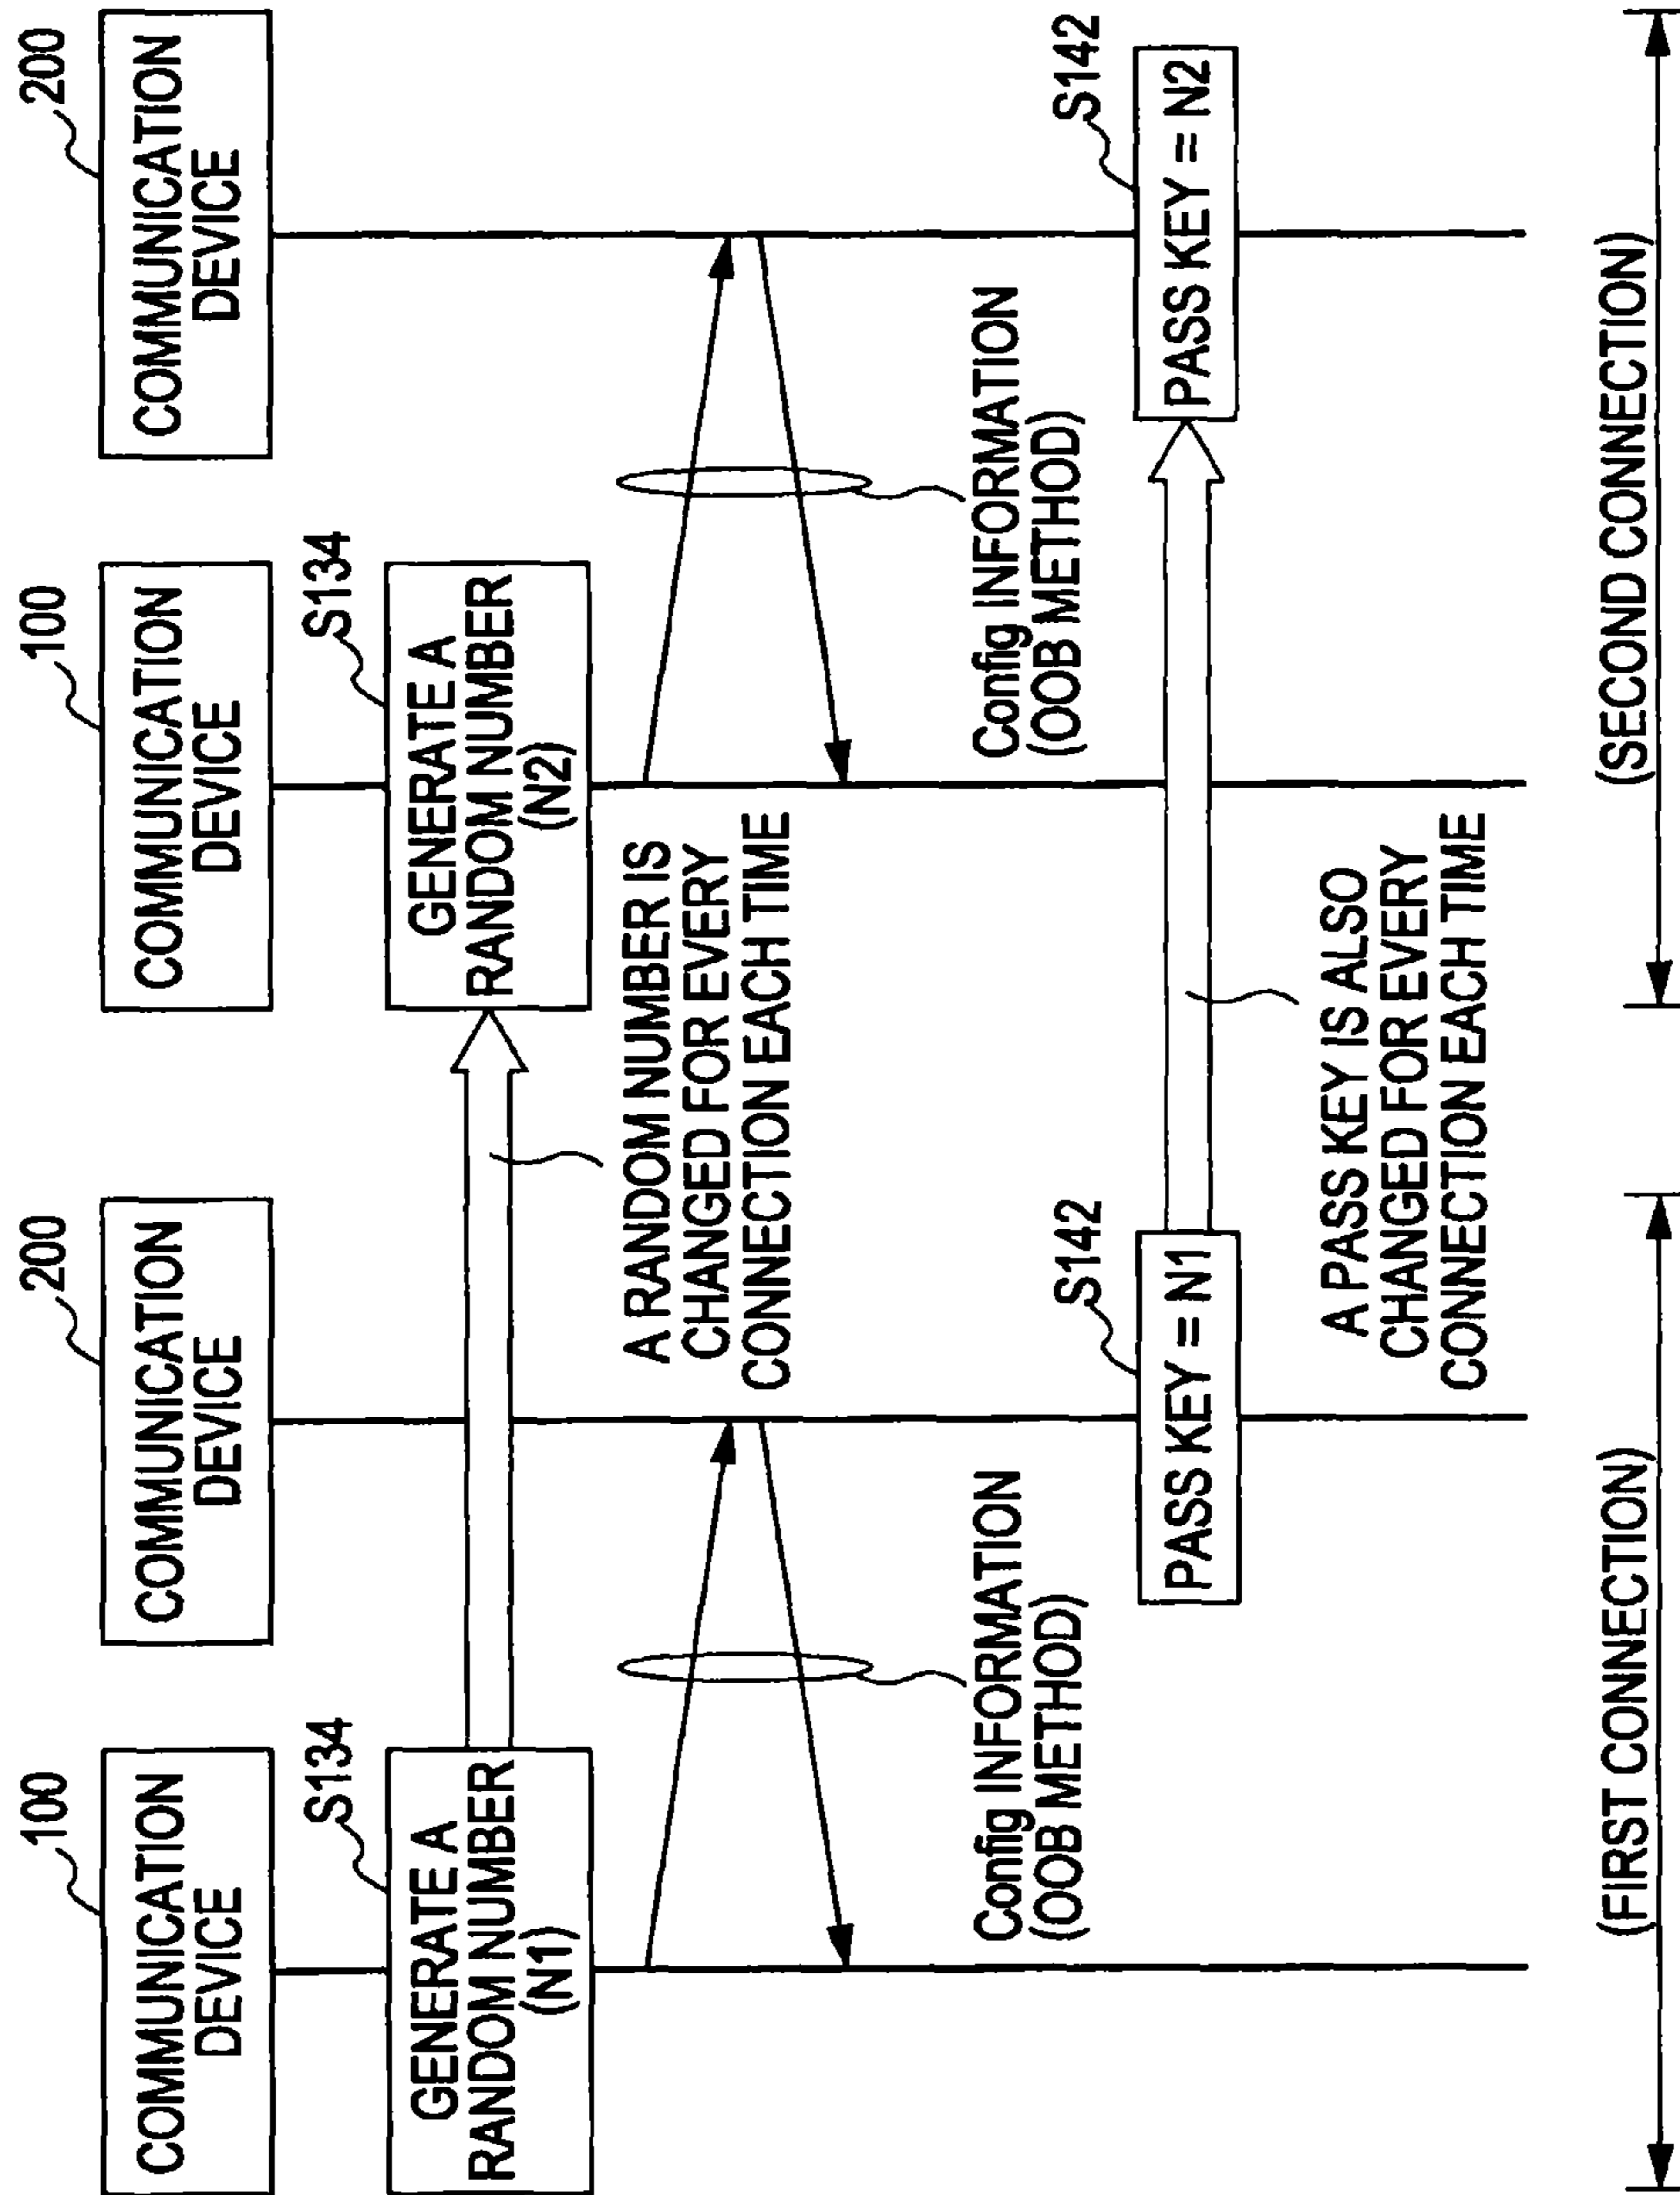 100
COMMUNICATION
DEVICE
200
COMMUNICATION
DEVICE
100
COMMUNICATION
DEVICE
200
COMMUNICATION
DEVICE
S134
GENERATE A
RANDOM NUMBER
(N1)
S134
GENERATE A
RANDOM NUMBER
(N2)
A RANDOM NUMBER IS
CHANGED FOR EVERY
CONNECTION EACH TIME
Config INFORMATION
(OOB METHOD)
Config INFORMATION
(OOB METHOD)
S142
PASS KEY = N1
S142
PASS KEY = N2
A PASS KEY IS ALSO
CHANGED FOR EVERY
CONNECTION EACH TIME
(FIRST CONNECTION)
(SECOND CONNECTION)